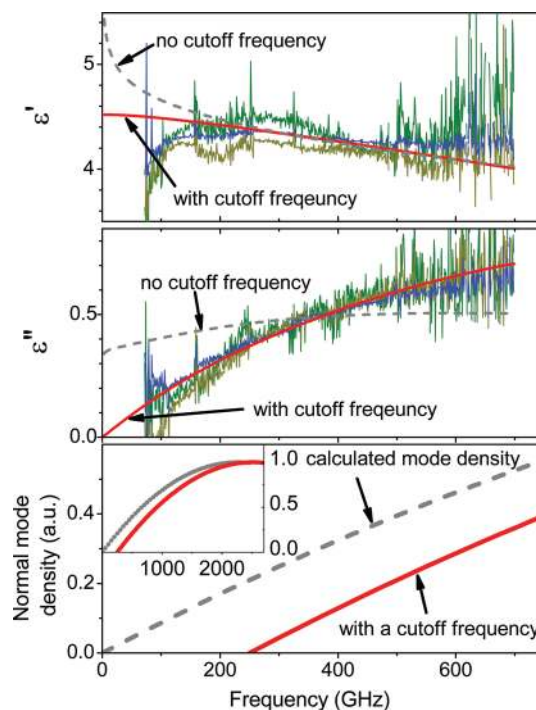 no cutoff frequency
5
ε'
4
with cutoff freqeuncy
no cutoff frequency
0.5
ε"
with cutoff freqeuncy
0.0
1.0
calculated mode density
0.5
0.4
0.0
1000 2000
Normal mode
density (a.u.)
0.2
with a cutoff frequency
0.0
0 200 400 600
Frequency (GHz)